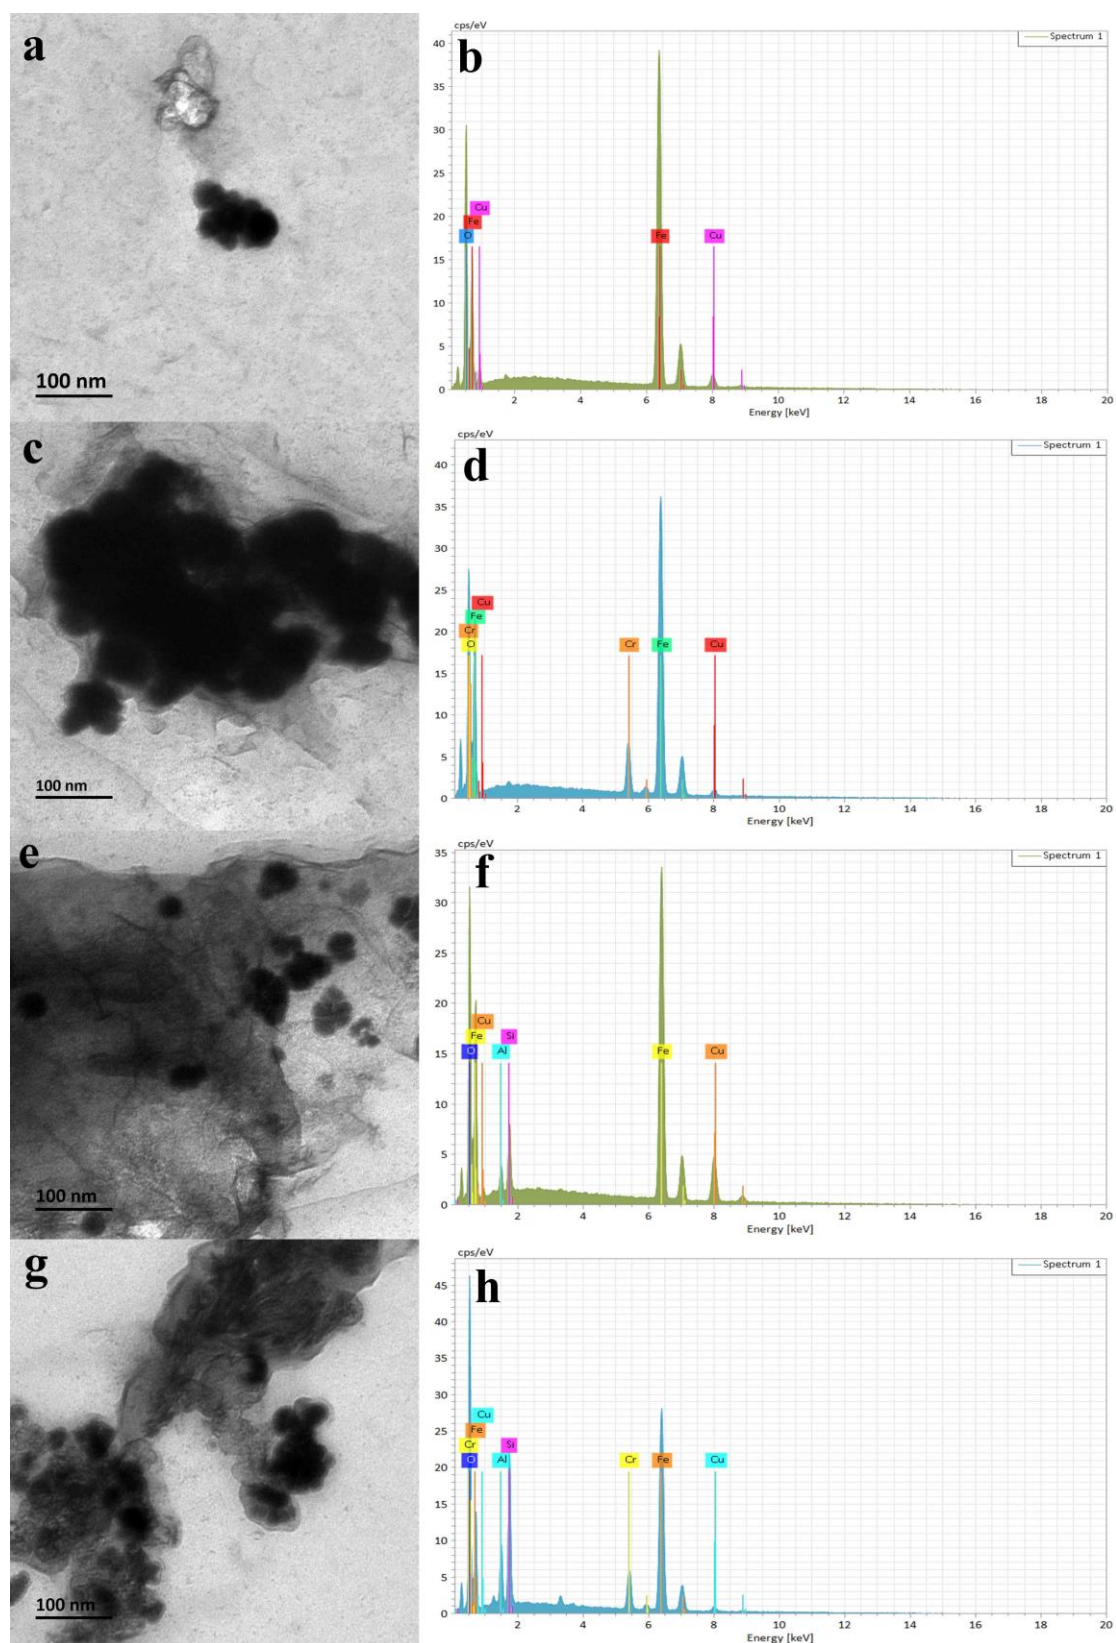 a
100 nm
b
cps/eV
Spectrum 1
40
35
30
25
20
15
10
5
0
Cu
Fe
O
Fe
Cu
2 4 6 8 10 12 14 16 18 20
Energy [keV]
c
100 nm
d
cps/eV
Spectrum 1
40
35
30
25
20
15
10
5
0
Cu
Fe
Cr
O
Cr
Fe
Cu
2 4 6 8 10 12 14 16 18 20
Energy [keV]
e
100 nm
f
cps/eV
Spectrum 1
35
30
25
20
15
10
5
0
Cu
Fe
Si
O
Al
Fe
Cu
2 4 6 8 10 12 14 16 18 20
Energy [keV]
g
100 nm
h
cps/eV
Spectrum 1
45
40
35
30
25
20
15
10
5
0
Cu
Fe
Cr
Si
O
Al
Cr
Fe
Cu
2 4 6 8 10 12 14 16 18 20
Energy [keV]